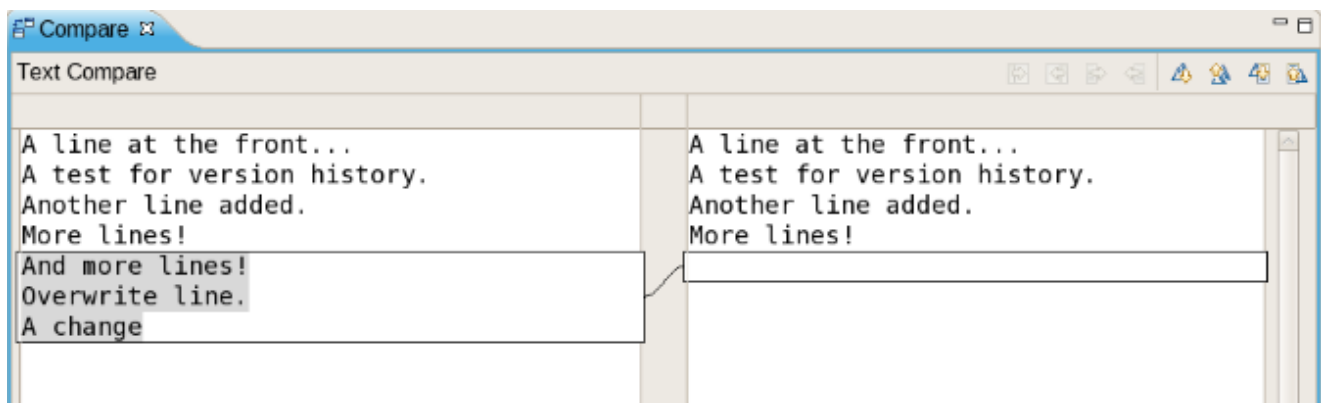 Compare
Text Compare
A line at the front...
A test for version history.
Another line added.
More lines!
And more lines!
Overwrite line.
A change
A line at the front...
A test for version history.
Another line added.
More lines!